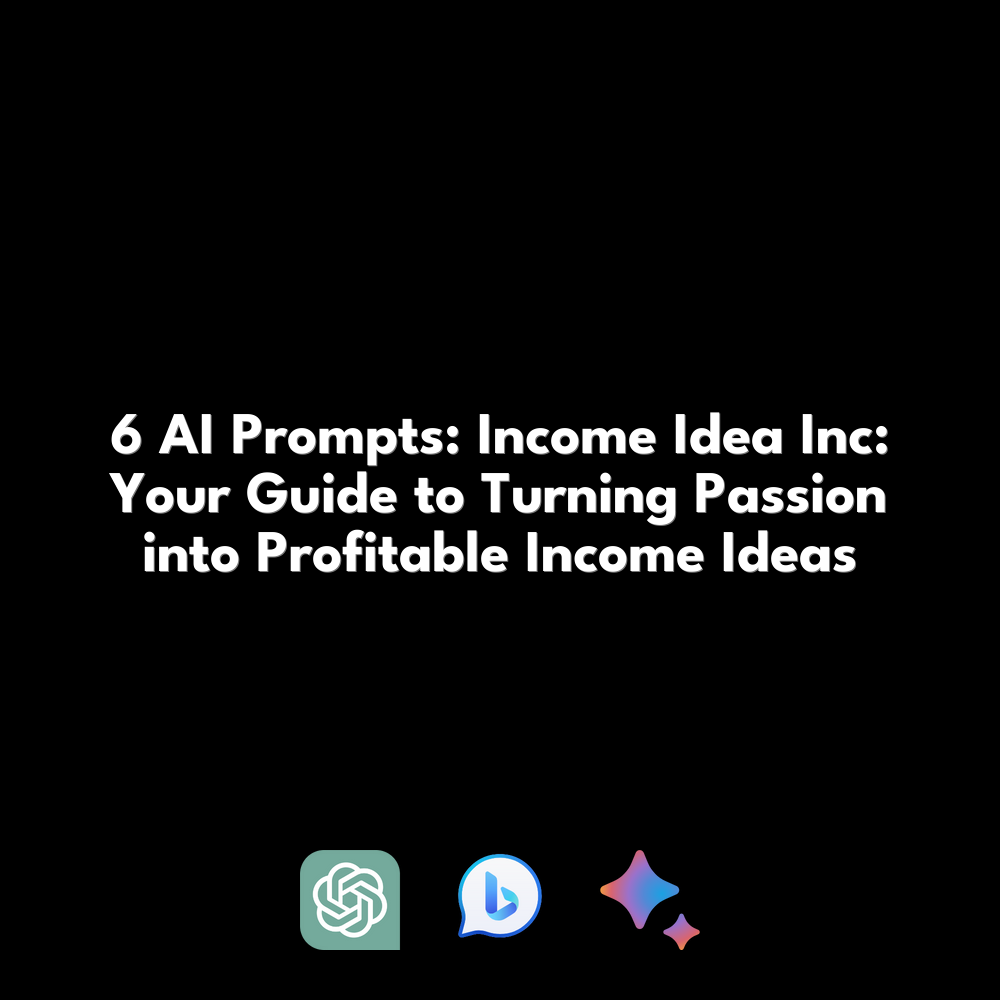 6 AI Prompts: Income Idea Inc:
Your Guide to Turning Passion
into Profitable Income Ideas